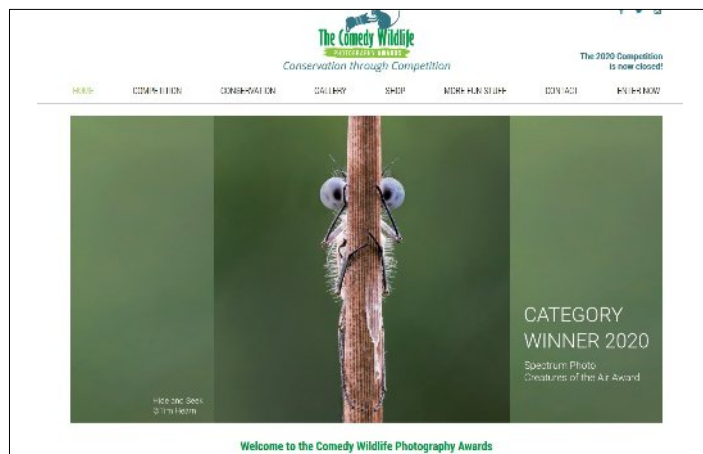 The Comedy Wildlife
PHOTOGRAPHY AWARDS
Conservation through Competition
The 2020 Competition
is now closed!
HOME COMPETITION CONSERVATION GALLERY SHOP MORE FUN STUFF CONTACT ENTER NOW
CATEGORY
WINNER 2020
Spectrum Photo
Creatures of the Air Award
Hide and Seek
©Tim Hearn
Welcome to the Comedy Wildlife Photography Awards